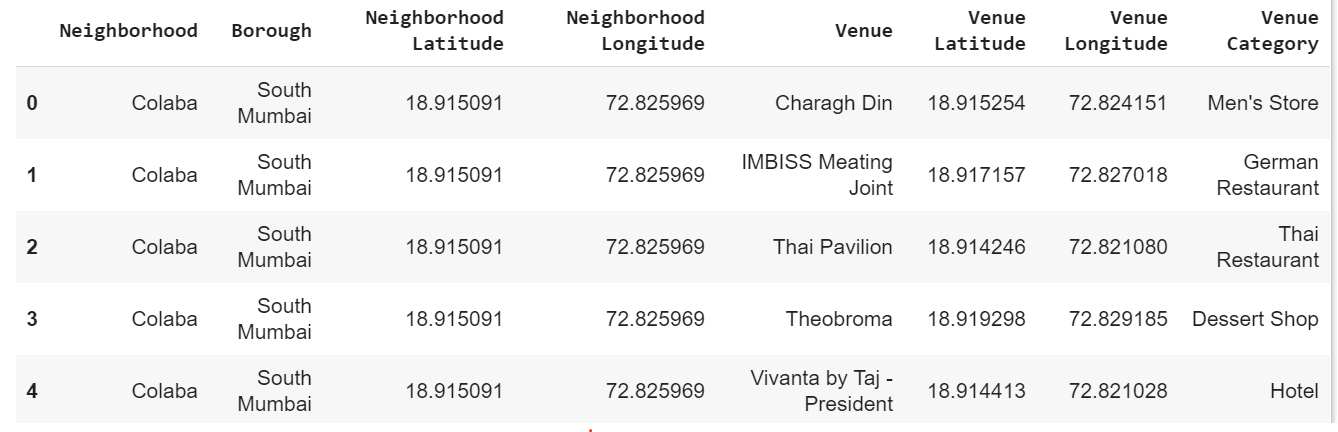 Neighborhood Borough Neighborhood Latitude Neighborhood Longitude Venue Venue Latitude Venue Longitude Venue Category
0 Colaba South Mumbai 18.915091 72.825969 Charagh Din 18.915254 72.824151 Men's Store
1 Colaba South Mumbai 18.915091 72.825969 IMBISS Meating Joint 18.917157 72.827018 German Restaurant
2 Colaba South Mumbai 18.915091 72.825969 Thai Pavilion 18.914246 72.821080 Thai Restaurant
3 Colaba South Mumbai 18.915091 72.825969 Theobroma 18.919298 72.829185 Dessert Shop
4 Colaba South Mumbai 18.915091 72.825969 Vivanta by Taj - President 18.914413 72.821028 Hotel